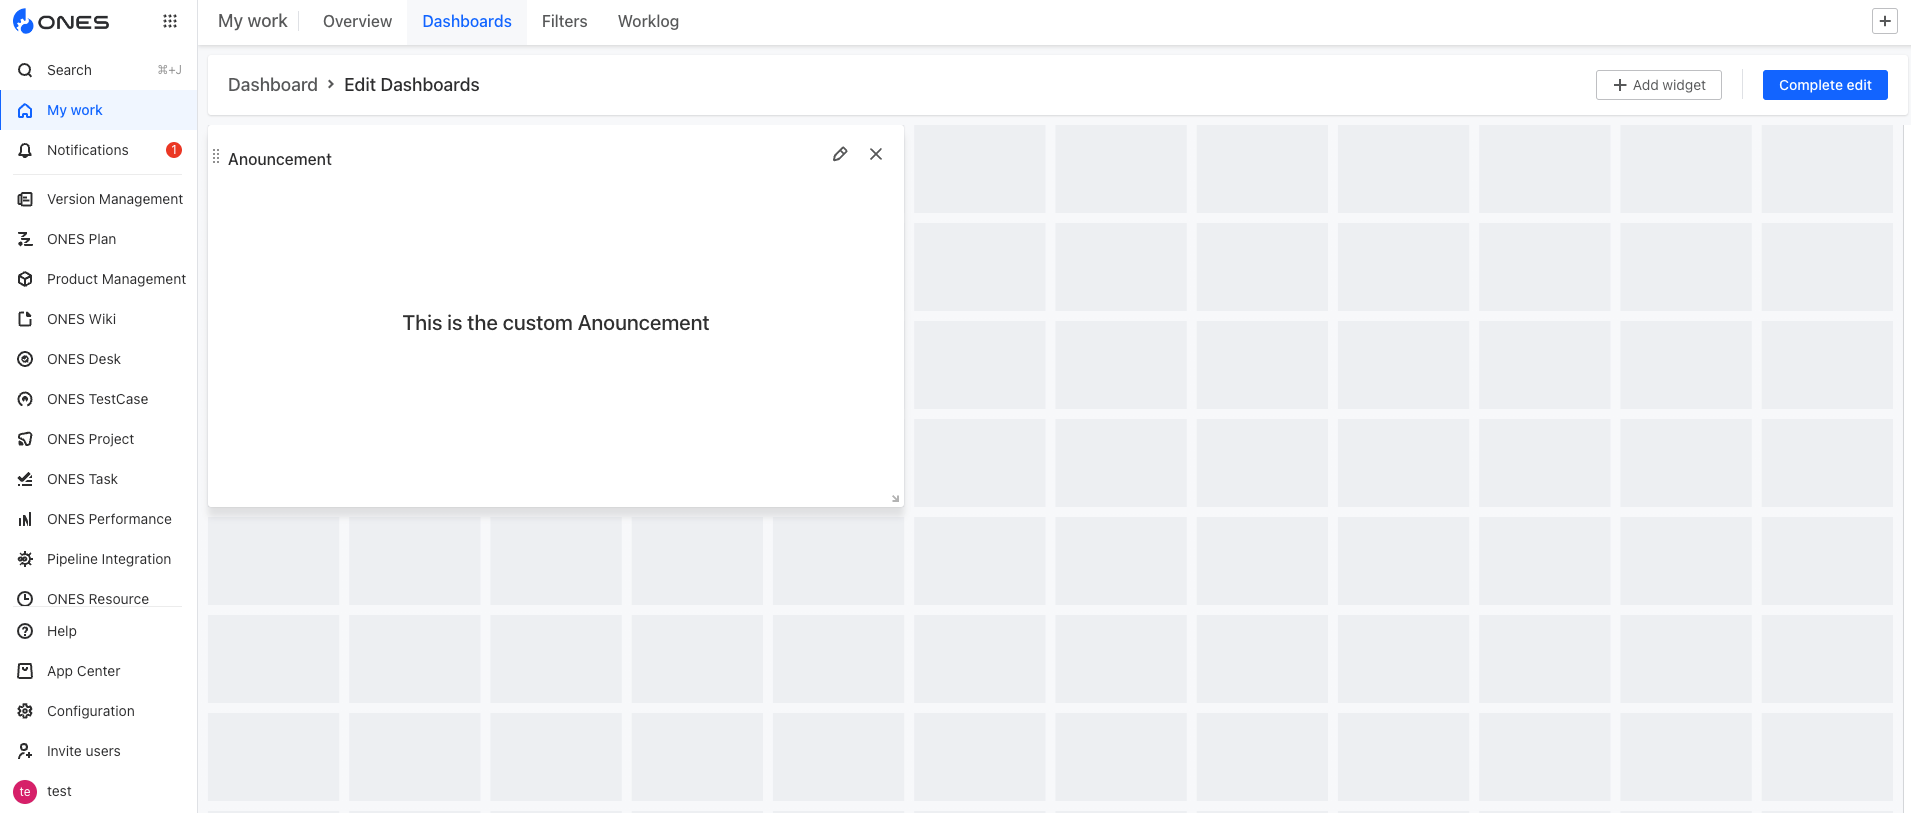 ONES
Search ⌘+J
My work
Notifications 1
Version Management
ONES Plan
Product Management
ONES Wiki
ONES Desk
ONES TestCase
ONES Project
ONES Task
ONES Performance
Pipeline Integration
ONES Resource
Help
App Center
Configuration
Invite users
te test
My work Overview Dashboards Filters Worklog
Dashboard > Edit Dashboards
Add widget Complete edit
Anouncement
This is the custom Anouncement